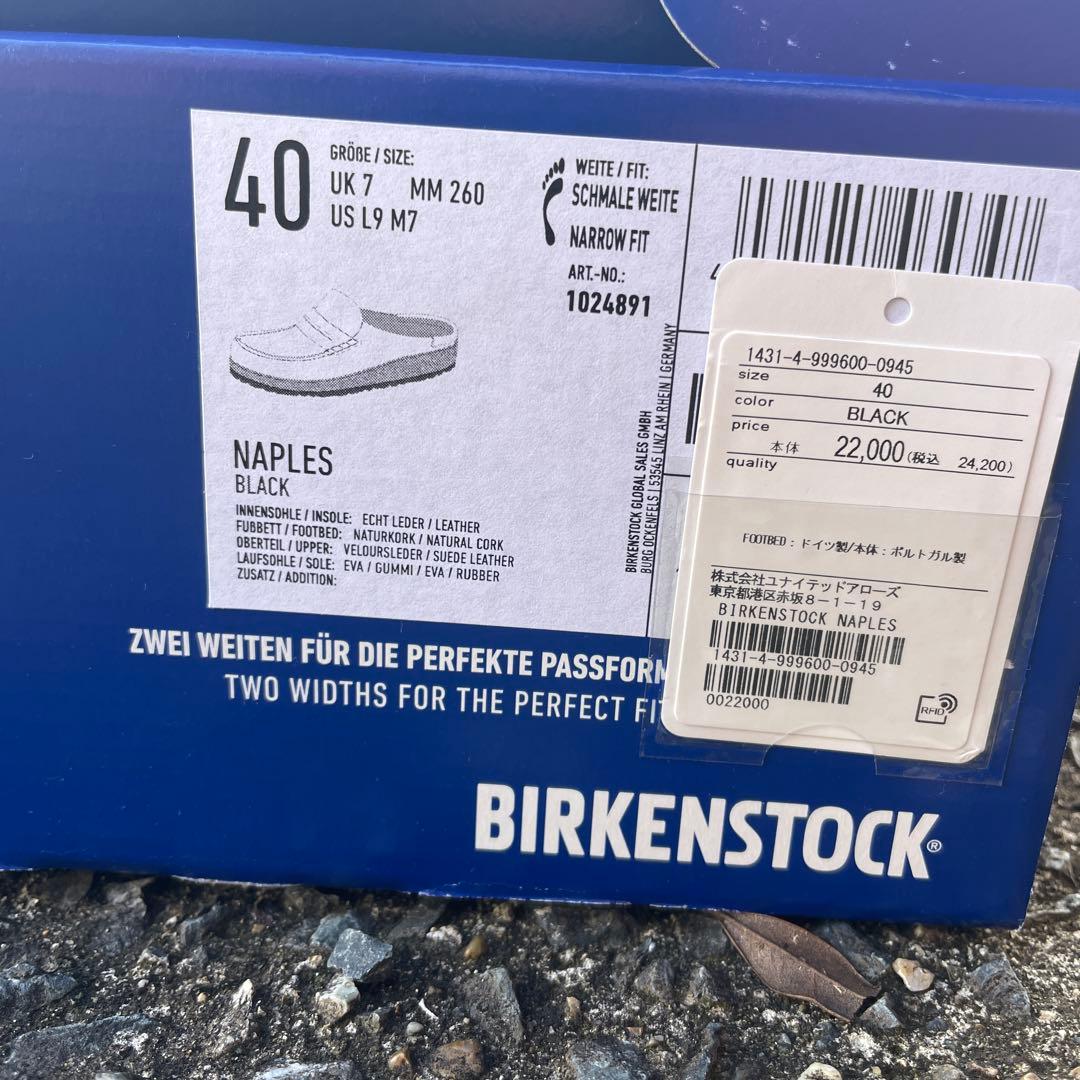 40
GRÖßE / SIZE:
UK 7 MM 260
US L9 M7
WEITE / FIT:
SCHMALE WEITE
NARROW FIT
ART.-NO.:
1024891
NAPLES
BLACK
INNENSOHLE / INSOLE: ECHT LEDER / LEATHER
FUßBETT / FOOTBED: NATURKORK / NATURAL CORK
OBERTEIL / UPPER: VELOURSLEDER / SUEDE LEATHER
LAUFSOHLE / SOLE: EVA / GUMMI / EVA / RUBBER
ZUSATZ / ADDITION:
BIRKENSTOCK GLOBAL SALES GMBH
BURG OCKENFELS | 53545 LINZ AM RHEIN | GERMANY
4
1431-4-999600-0945
size 40
color BLACK
price 本体 22,000(税込 24,200)
quality
FOOTBED:ドイツ製/本体:ポルトガル製
株式会社ユナイテッドアローズ
東京都港区赤坂8-1-19
BIRKENSTOCK NAPLES
1431-4-999600-0945
0022000
RFID
ZWEI WEITEN FÜR DIE PERFEKTE PASSFORM
TWO WIDTHS FOR THE PERFECT FI
BIRKENSTOCK®